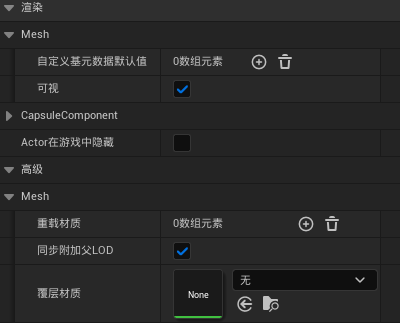 渲染
Mesh
自定义基元数据默认值 0数组元素
可视
CapsuleComponent
Actor在游戏中隐藏
高级
Mesh
重载材质 0数组元素
同步附加父LOD
覆层材质 None 无